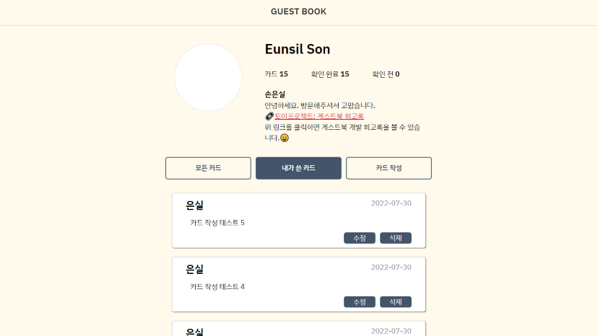 GUEST BOOK
Eunsil Son
카드 15 확인 만료 15 확인 전 0
손은실
안녕하세요. 방문해주셔서 고맙습니다.
🔗토이프로젝트: 게스트북 회고록
위 링크를 클릭하면 게스트북 개발 회고록을 볼 수 있습
니다.😀
모든 카드 내가 쓴 카드 카드 작성
은실 2022-07-30
카드 작성 테스트 5
수정 삭제
은실 2022-07-30
카드 작성 테스트 4
수정 삭제
은실 2022-07-30